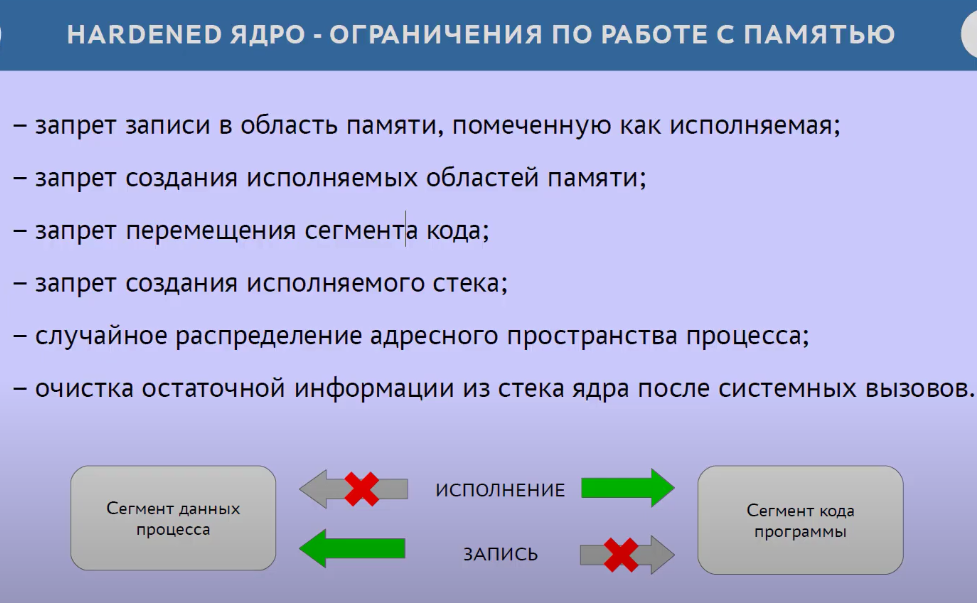 HARDENED ЯДРО - ОГРАНИЧЕНИЯ ПО РАБОТЕ С ПАМЯТЬЮ
– запрет записи в область памяти, помеченную как исполняемая;
– запрет создания исполняемых областей памяти;
– запрет перемещения сегмента кода;
– запрет создания исполняемого стека;
– случайное распределение адресного пространства процесса;
– очистка остаточной информации из стека ядра после системных вызовов.
Сегмент данных
процесса
ИСПОЛНЕНИЕ
ЗАПИСЬ
Сегмент кода
программы